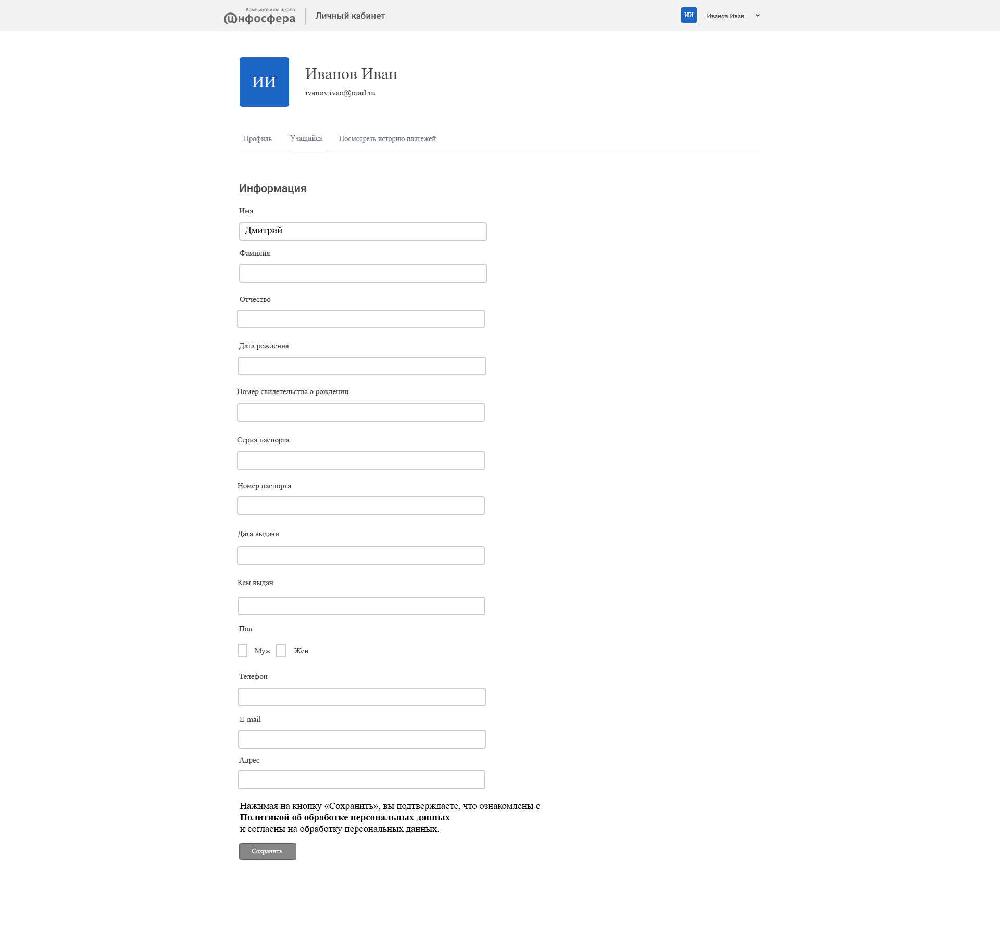 Компьютерная школа
Инфосфера
Личный кабинет
ИИ
Иванов Иван
ИИ
Иванов Иван
ivanov.ivan@mail.ru
Профиль
Учащийся
Посмотреть историю платежей
Информация
Имя
Дмитрий
Фамилия
Отчество
Дата рождения
Номер свидетельства о рождении
Серия паспорта
Номер паспорта
Дата выдачи
Кем выдан
Пол
Муж
Жен
Телефон
E-mail
Адрес
Нажимая на кнопку «Сохранить», вы подтверждаете, что ознакомлены с
Политикой об обработке персональных данных
и согласны на обработку персональных данных.
Сохранить